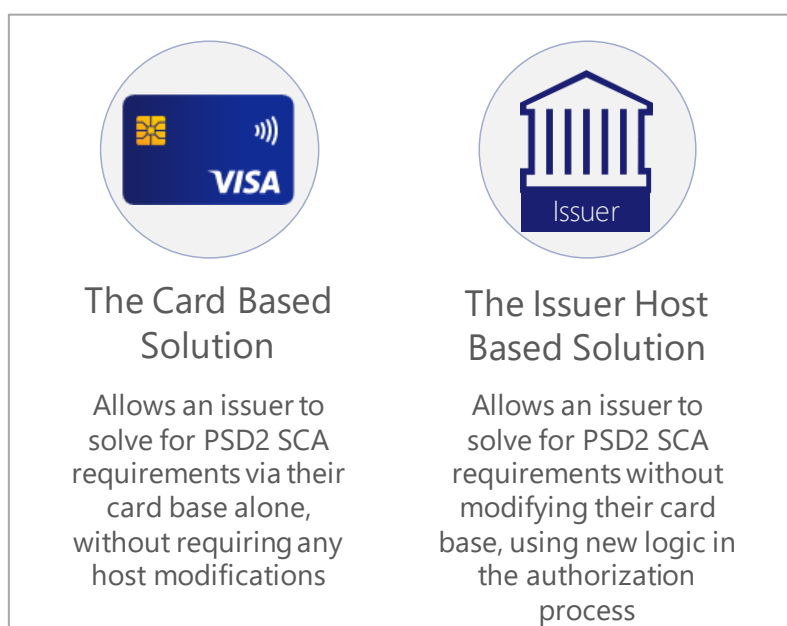 VISA
Issuer
The Card Based
Solution
Allows an issuer to
solve for PSD2 SCA
requirements via their
card base alone,
without requiring any
host modifications
The Issuer Host
Based Solution
Allows an issuer to
solve for PSD2 SCA
requirements without
modifying their card
base, using new logic in
the authorization
process